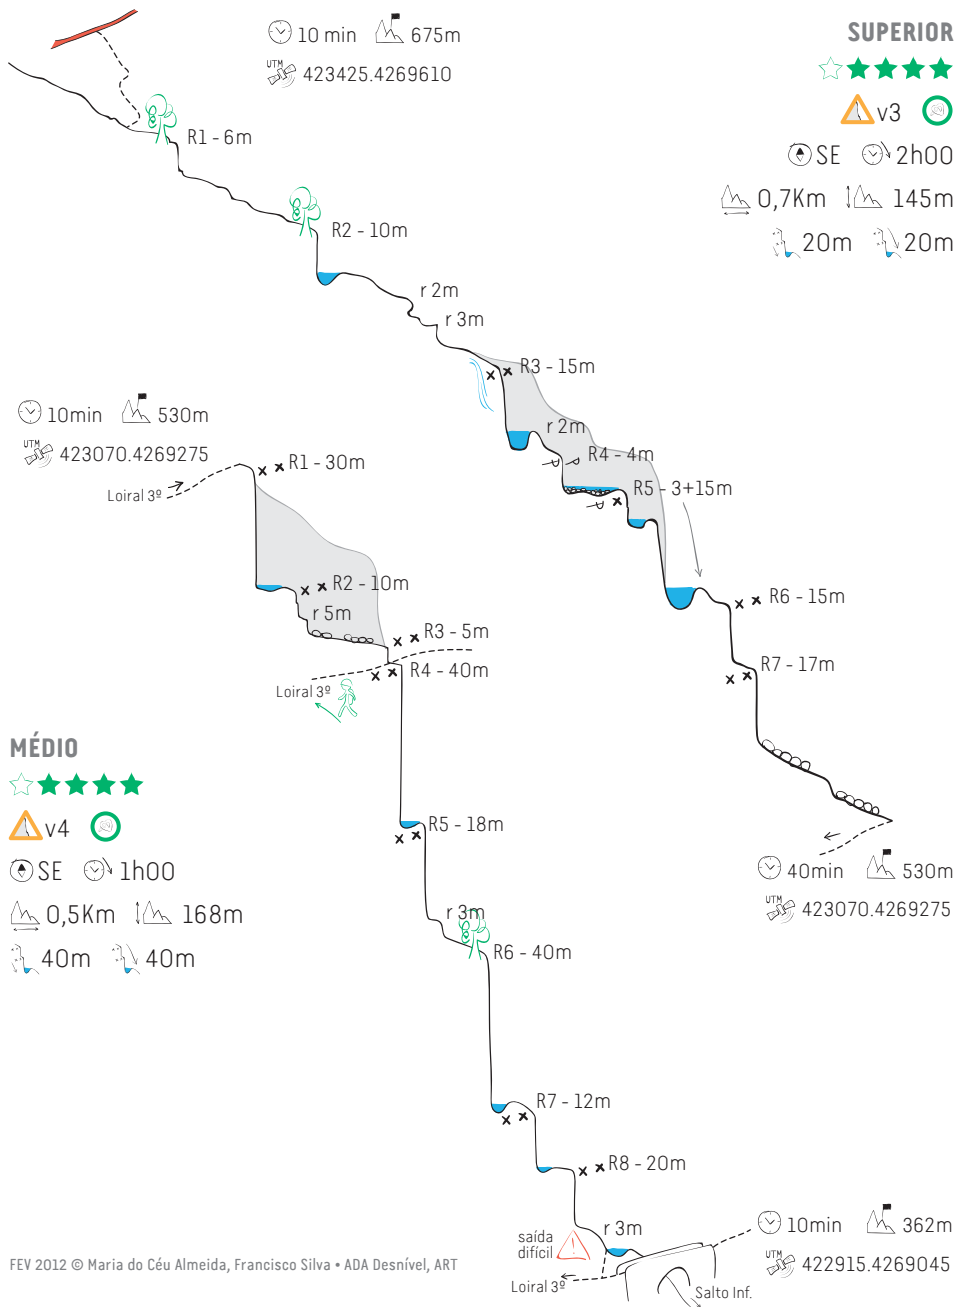 10 min 675m
UTM 423425.4269610
SUPERIOR
v3
SE 2h00
0,7Km 145m
20m 20m
R1 - 6m
R2 - 10m
r 2m
r 3m
R3 - 15m
r 2m
R4 - 4m
R5 - 3+15m
R6 - 15m
R7 - 17m
40min 530m
UTM 423070.4269275
10min 530m
UTM 423070.4269275
Loiral 3º
R1 - 30m
R2 - 10m
r 5m
R3 - 5m
R4 - 40m
Loiral 3º
MÉDIO
v4
SE 1h00
0,5Km 168m
40m 40m
R5 - 18m
r 3m
R6 - 40m
R7 - 12m
R8 - 20m
r 3m
saída
difícil
Loiral 3º
Salto Inf.
10min 362m
UTM 422915.4269045
FEV 2012 © Maria do Céu Almeida, Francisco Silva • ADA Desnível, ART